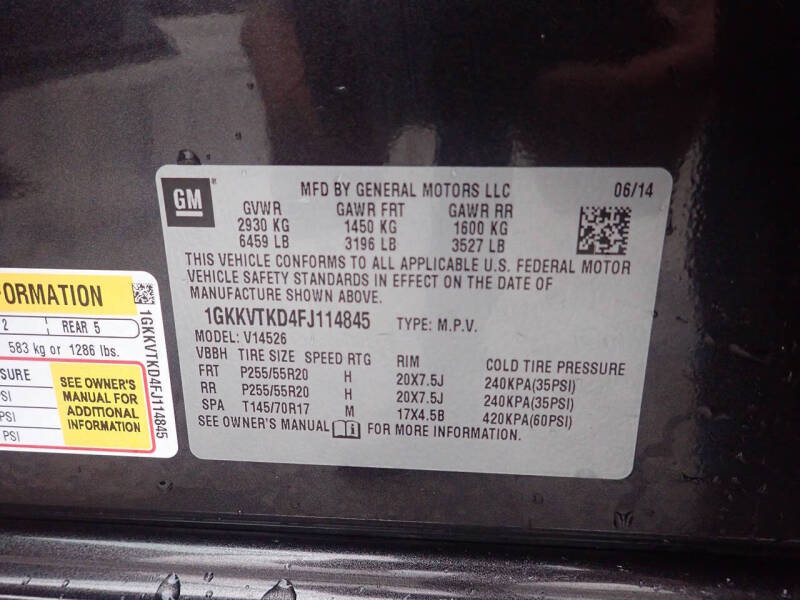 GM
MFD BY GENERAL MOTORS LLC 06/14
GVWR GAWR FRT GAWR RR
2930 KG 1450 KG 1600 KG
6459 LB 3196 LB 3527 LB
THIS VEHICLE CONFORMS TO ALL APPLICABLE U.S. FEDERAL MOTOR
VEHICLE SAFETY STANDARDS IN EFFECT ON THE DATE OF
MANUFACTURE SHOWN ABOVE.
1GKKVTKD4FJ114845 TYPE: M.P.V.
MODEL: V14526
VBBH TIRE SIZE SPEED RTG RIM COLD TIRE PRESSURE
FRT P255/55R20 H 20X7.5J 240KPA(35PSI)
RR P255/55R20 H 20X7.5J 240KPA(35PSI)
SPA T145/70R17 M 17X4.5B 420KPA(60PSI)
SEE OWNER'S MANUAL FOR MORE INFORMATION.
ORMATION
2 REAR 5
583 kg or 1286 lbs.
SURE
PSI
PSI
PSI
SEE OWNER'S
MANUAL FOR
ADDITIONAL
INFORMATION
1GKKVTKD4FJ114845